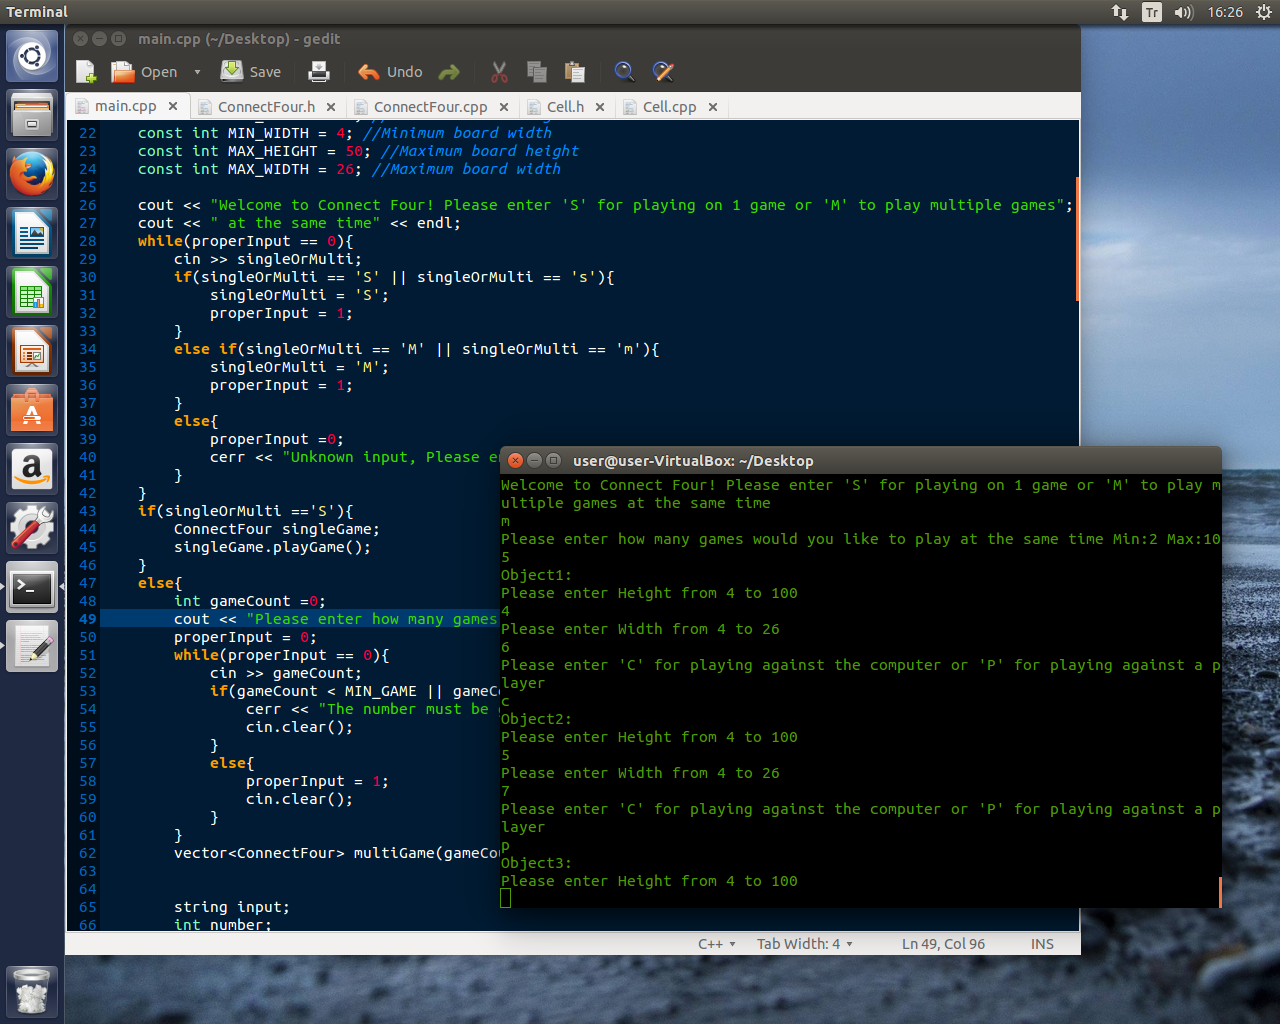 Terminal
Tr
16:26
main.cpp (~/Desktop) - gedit
Open
Save
Undo
main.cpp
ConnectFour.h
ConnectFour.cpp
Cell.h
Cell.cpp
22 const int MIN_WIDTH = 4; //Minimum board width
23 const int MAX_HEIGHT = 50; //Maximum board height
24 const int MAX_WIDTH = 26; //Maximum board width
25
26 cout << "Welcome to Connect Four! Please enter 'S' for playing on 1 game or 'M' to play multiple games";
27 cout << " at the same time" << endl;
28 while(properInput == 0){
29 cin >> singleOrMulti;
30 if(singleOrMulti == 'S' || singleOrMulti == 's'){
31 singleOrMulti = 'S';
32 properInput = 1;
33 }
34 else if(singleOrMulti == 'M' || singleOrMulti == 'm'){
35 singleOrMulti = 'M';
36 properInput = 1;
37 }
38 else{
39 properInput =0;
40 cerr << "Unknown input, Please e
41 }
42 }
43 if(singleOrMulti =='S'){
44 ConnectFour singleGame;
45 singleGame.playGame();
46 }
47 else{
48 int gameCount =0;
49 cout << "Please enter how many games
50 properInput = 0;
51 while(properInput == 0){
52 cin >> gameCount;
53 if(gameCount < MIN_GAME || gameCo
54 cerr << "The number must be
55 cin.clear();
56 }
57 else{
58 properInput = 1;
59 cin.clear();
60 }
61 }
62 vector<ConnectFour> multiGame(gameCou
63
64
65 string input;
66 int number;
user@user-VirtualBox: ~/Desktop
Welcome to Connect Four! Please enter 'S' for playing on 1 game or 'M' to play m
ultiple games at the same time
m
Please enter how many games would you like to play at the same time Min:2 Max:10
5
Object1:
Please enter Height from 4 to 100
4
Please enter Width from 4 to 26
6
Please enter 'C' for playing against the computer or 'P' for playing against a p
layer
c
Object2:
Please enter Height from 4 to 100
5
Please enter Width from 4 to 26
7
Please enter 'C' for playing against the computer or 'P' for playing against a p
layer
p
Object3:
Please enter Height from 4 to 100
C++
Tab Width: 4
Ln 49, Col 96
INS